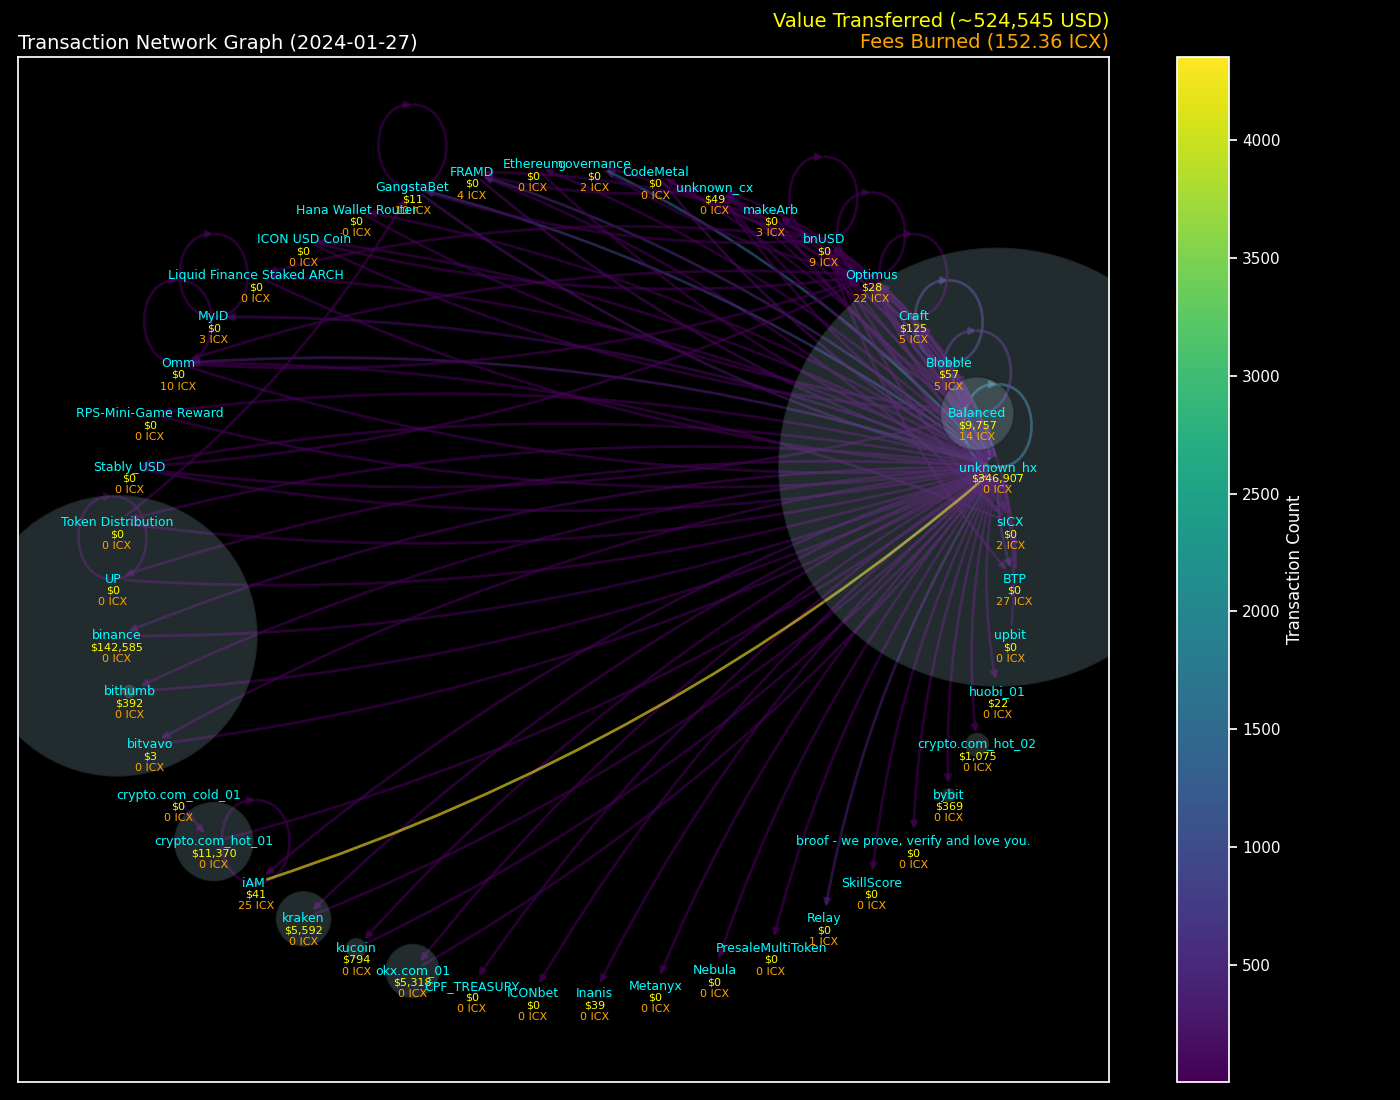 Value Transferred (~524,545 USD)
Transaction Network Graph (2024-01-27)
Fees Burned (152.36 ICX)
GangstaBet
$11
ICX
FRAMD
$0
4 ICX
Ethereum
$0
0 ICX
governance
$0
2 ICX
CodeMetal
$0
0 ICX
unknown_cx
$49
0 ICX
makeArb
$0
3 ICX
bnUSD
$0
9 ICX
Optimus
$28
22 ICX
Craft
$125
5 ICX
Blobble
$57
5 ICX
Balanced
$9,757
14 ICX
unknown_hx
$346,907
0 ICX
sICX
$0
2 ICX
BTP
$0
27 ICX
upbit
$0
0 ICX
huobi_01
$22
0 ICX
crypto.com_hot_02
$1,075
0 ICX
bybit
$369
0 ICX
broof - we prove, verify and love you.
$0
0 ICX
SkillScore
$0
0 ICX
Relay
$0
1 ICX
PresaleMultiToken
$0
0 ICX
Nebula
$0
0 ICX
Metanyx
$0
0 ICX
Inanis
$39
0 ICX
ICONbet
$0
0 ICX
CPF_TREASURY
$0
0 ICX
okx.com_01
$5,318
0 ICX
kucoin
$794
0 ICX
kraken
$5,592
0 ICX
iAM
$41
25 ICX
crypto.com_hot_01
$11,370
0 ICX
crypto.com_cold_01
$0
0 ICX
bitvavo
$3
0 ICX
bithumb
$392
0 ICX
binance
$142,585
0 ICX
UP
$0
0 ICX
Token Distribution
$0
0 ICX
Stably_USD
$0
0 ICX
RPS-Mini-Game Reward
$0
0 ICX
Omm
$0
10 ICX
MyID
$0
3 ICX
Liquid Finance Staked ARCH
$0
0 ICX
ICON USD Coin
$0
0 ICX
Hana Wallet Router
$0
0 ICX
4000
3500
3000
2500
2000
1500
1000
500
Transaction Count